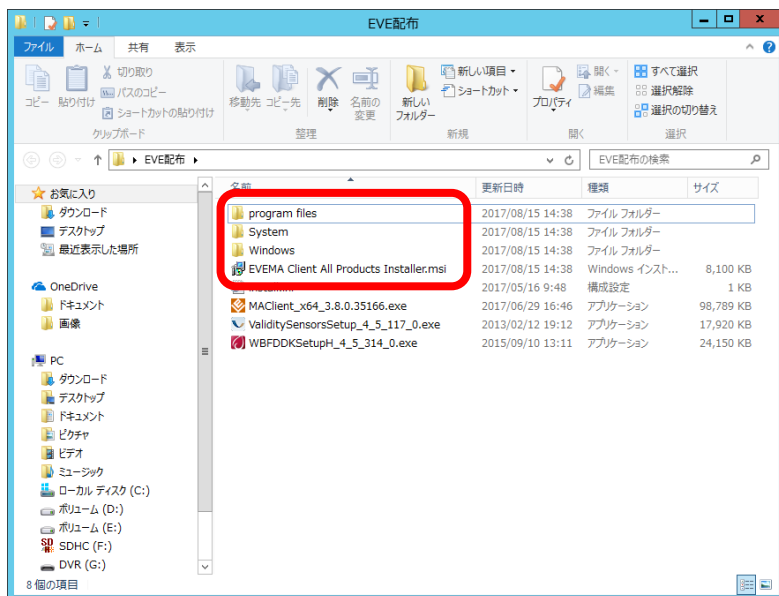 EVE配布
ファイル ホーム 共有 表示
コピー 貼り付け 切り取り パスのコピー ショートカットの貼り付け
クリップボード
移動先 コピー先 削除 名前の変更
整理
新しいフォルダー 新しい項目 ショートカット
新規
プロパティ 開く 編集
開く
すべて選択 選択解除 選択の切り替え
選択
EVE配布 EVE配布の検索
お気に入り
ダウンロード
デスクトップ
最近表示した場所
OneDrive
ドキュメント
画像
PC
ダウンロード
デスクトップ
ドキュメント
ピクチャ
ビデオ
ミュージック
ローカル ディスク (C:)
ボリューム (D:)
ボリューム (E:)
SDHC (F:)
DVR (G:)
名前 更新日時 種類 サイズ
program files 2017/08/15 14:38 ファイル フォルダー
System 2017/08/15 14:38 ファイル フォルダー
Windows 2017/08/15 14:38 ファイル フォルダー
EVEMA Client All Products Installer.msi 2017/08/15 14:38 Windows インスト... 8,100 KB
2017/05/16 9:48 構成設定 1 KB
MAClient_x64_3.8.0.35166.exe 2017/06/29 16:46 アプリケーション 98,789 KB
ValiditySensorsSetup_4_5_117_0.exe 2013/02/12 19:12 アプリケーション 17,920 KB
WBFDDKSetupH_4_5_314_0.exe 2015/09/10 13:11 アプリケーション 24,150 KB
8 個の項目